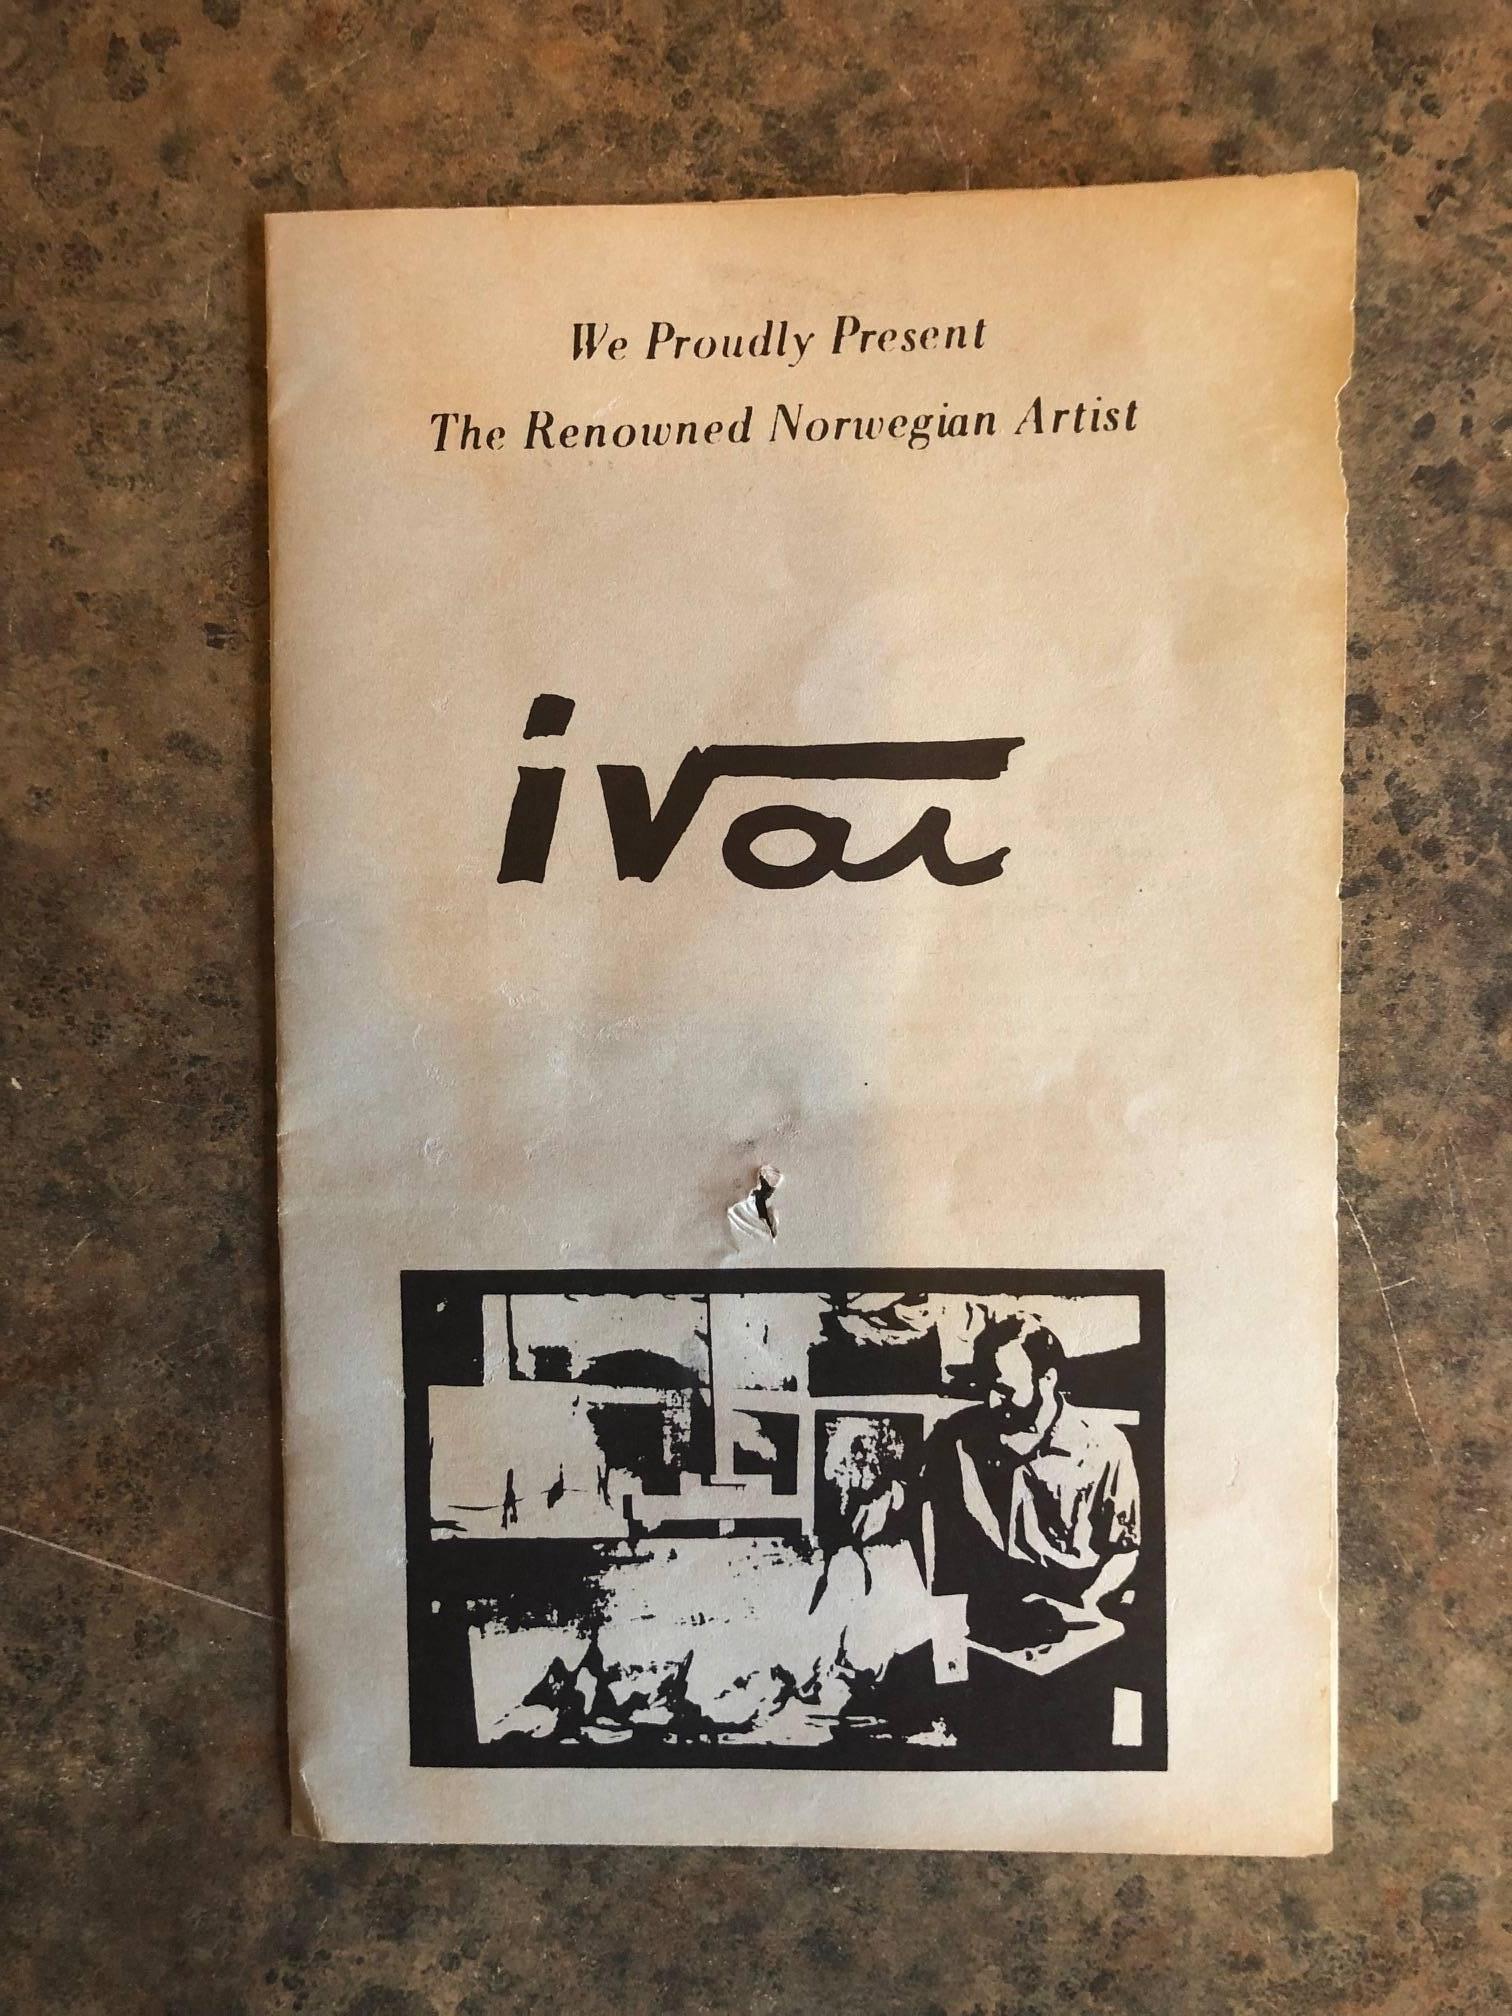 We Proudly Present
The Renowned Norwegian Artist
ivar